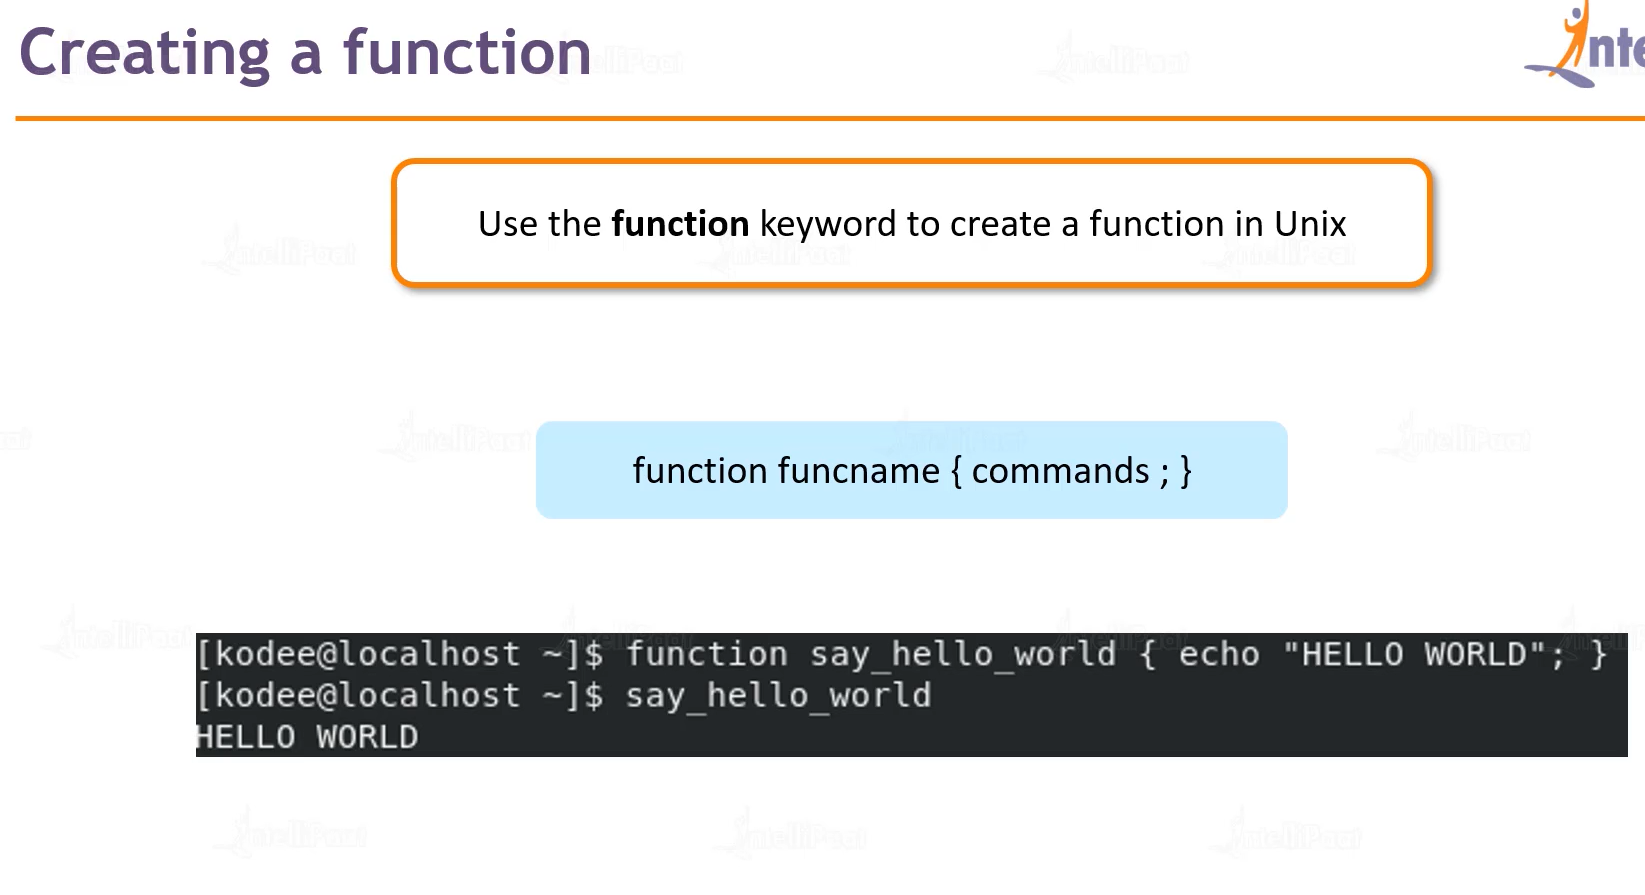 Creating a function
Use the function keyword to create a function in Unix
function funcname { commands ; }
[kodee@localhost ~]$ function say_hello_world { echo "HELLO WORLD"; }
[kodee@localhost ~]$ say_hello_world
HELLO WORLD